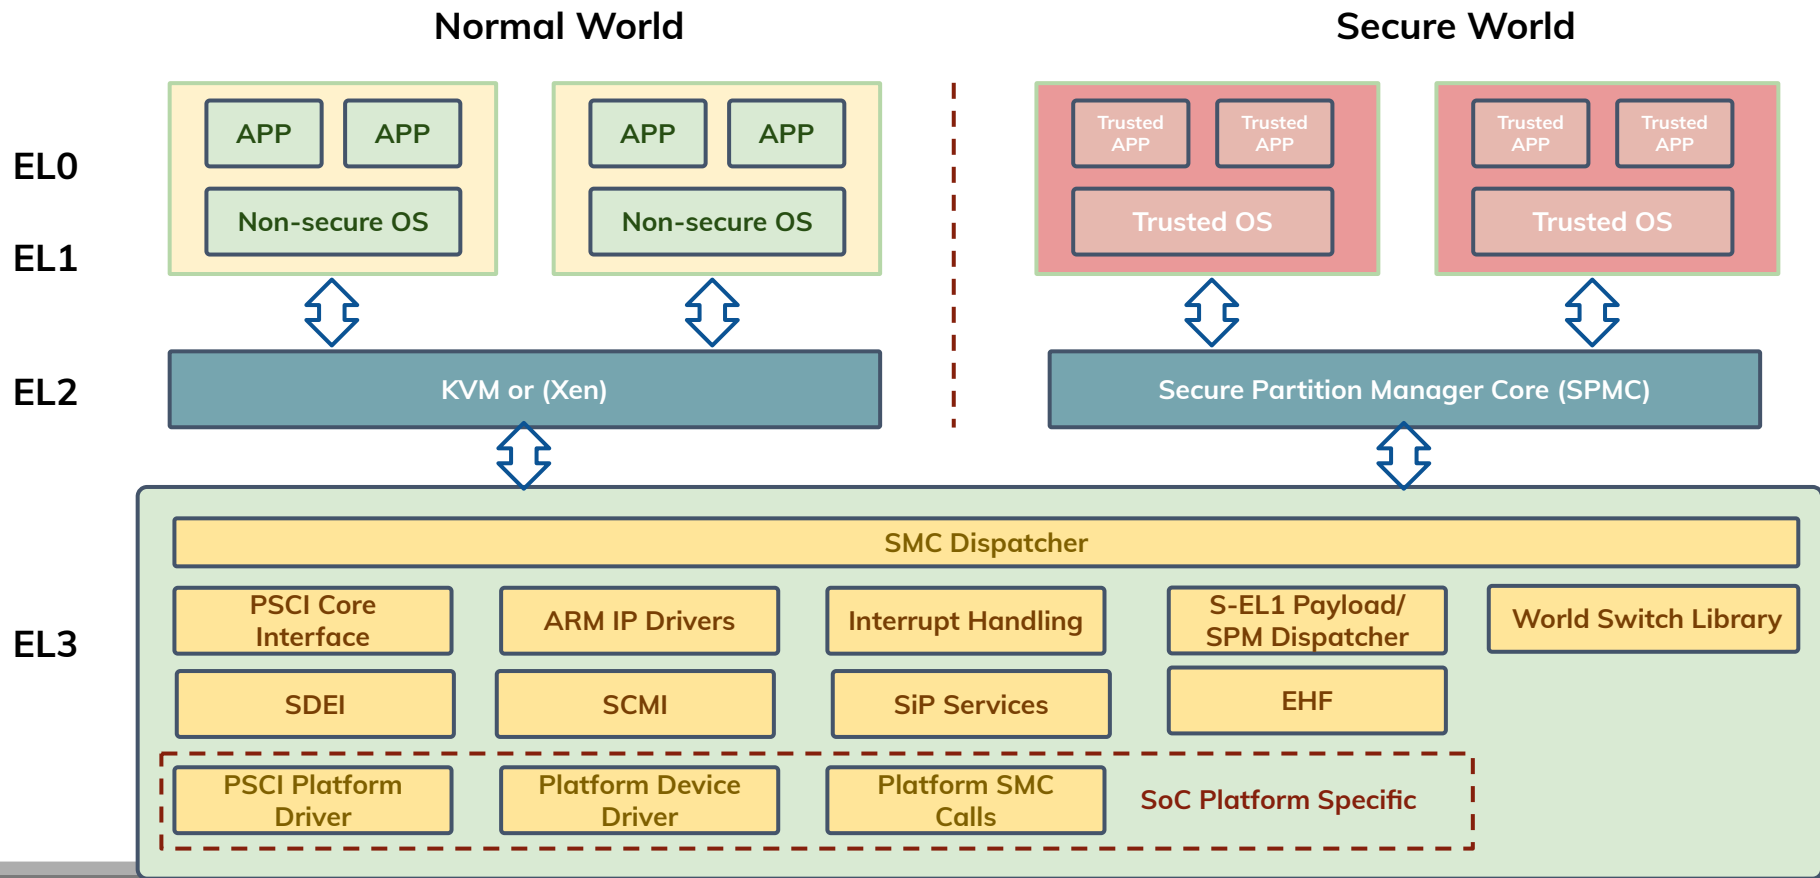 Normal World
Secure World
APP
APP
APP
APP
Trusted
APP
Trusted
APP
Trusted
APP
Trusted
APP
EL0
Non-secure OS
Non-secure OS
Trusted OS
Trusted OS
EL1
EL2
KVM or (Xen)
Secure Partition Manager Core (SPMC)
SMC Dispatcher
EL3
PSCI Core
Interface
ARM IP Drivers
Interrupt Handling
S-EL1 Payload/
SPM Dispatcher
World Switch Library
SDEI
SCMI
SiP Services
EHF
PSCI Platform
Driver
Platform Device
Driver
Platform SMC
Calls
SoC Platform Specific